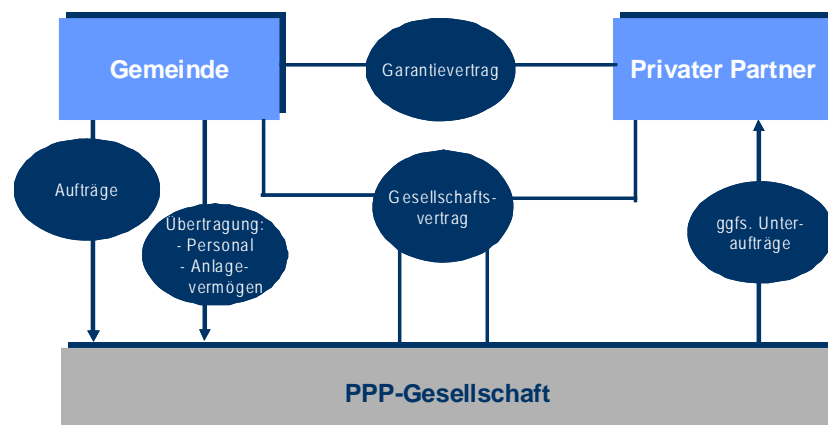 Gemeinde
Garantievertrag
Privater Partner
Aufträge
Übertragung:
- Personal
- Anlage-
vermögen
Gesellschafts-
vertrag
ggfs. Unter-
aufträge
PPP-Gesellschaft